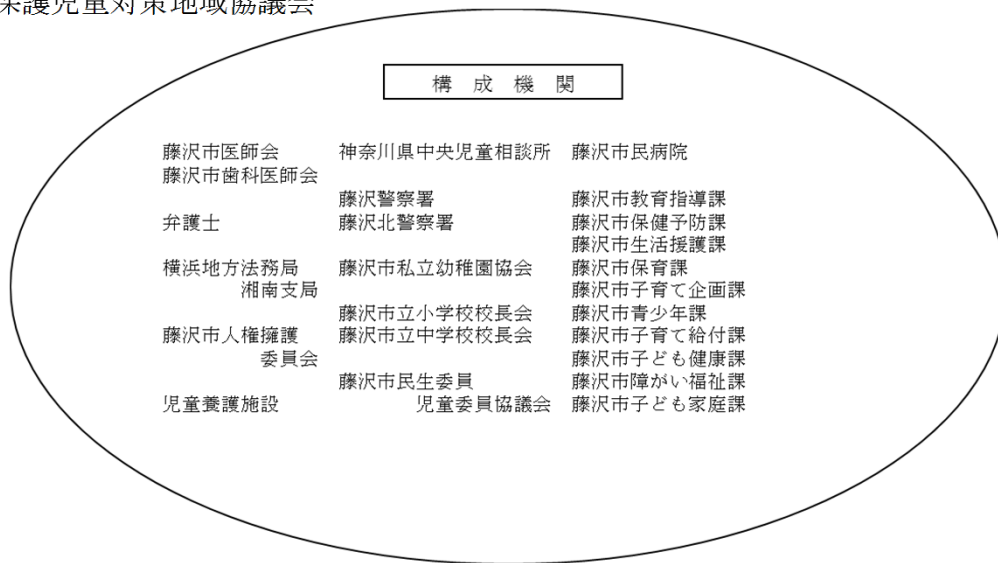 保護児童対策地域協議会
構成機関
藤沢市医師会
藤沢市歯科医師会
弁護士
横浜地方法務局
湘南支局
藤沢市人権擁護
委員会
児童養護施設
神奈川県中央児童相談所
藤沢警察署
藤沢北警察署
藤沢市私立幼稚園協会
藤沢市立小学校校長会
藤沢市立中学校校長会
藤沢市民生委員
児童委員協議会
藤沢市民病院
藤沢市教育指導課
藤沢市保健予防課
藤沢市生活援護課
藤沢市保育課
藤沢市子育て企画課
藤沢市青少年課
藤沢市子育て給付課
藤沢市子ども健康課
藤沢市障がい福祉課
藤沢市子ども家庭課